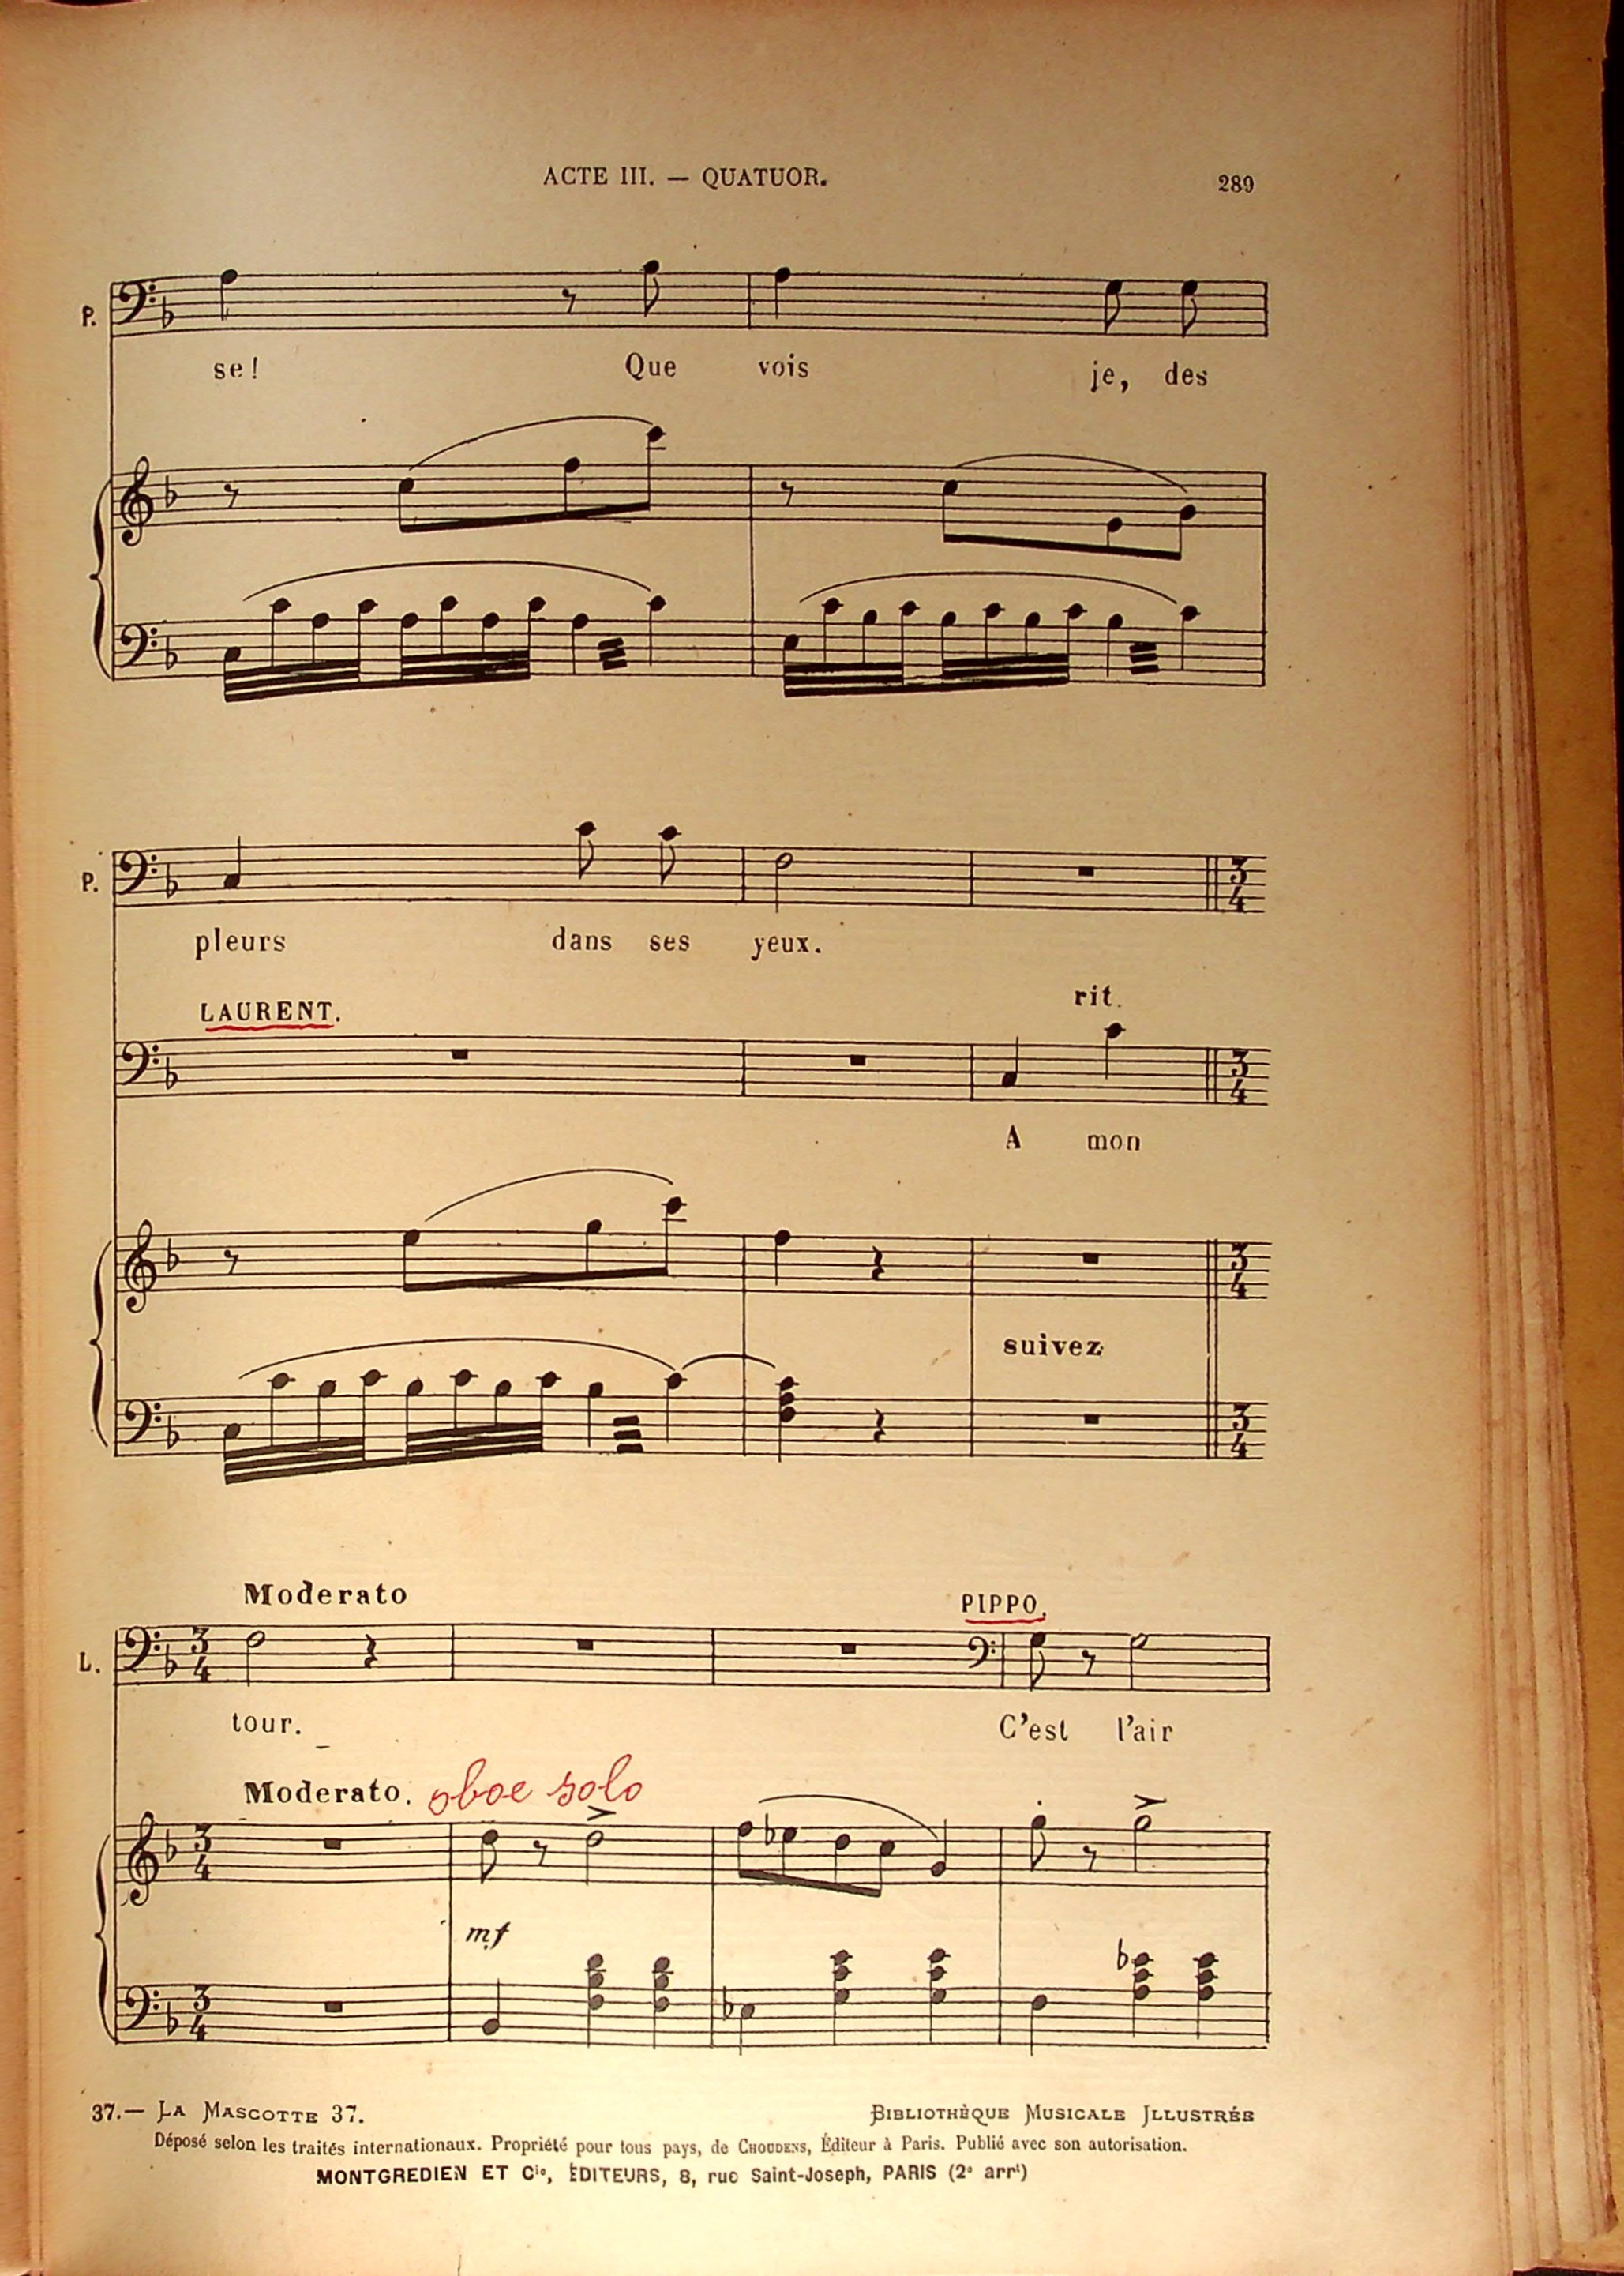 ACTE III. — QUATUOR.
289
P.
se! Que vois je, des
P.
pleurs dans ses yeux.
LAURENT.
rit.
A mon
suivez
Moderato
PIPPO.
L.
tour. C'est l'air
Moderato. oboe solo
mf
37.— LA MASCOTTE 37.
BIBLIOTHÈQUE MUSICALE ILLUSTRÉE
Déposé selon les traités internationaux. Propriété pour tous pays, de CHOUDENS, Éditeur à Paris. Publié avec son autorisation.
MONTGREDIEN ET Cie, ÉDITEURS, 8, rue Saint-Joseph, PARIS (2e arrt)